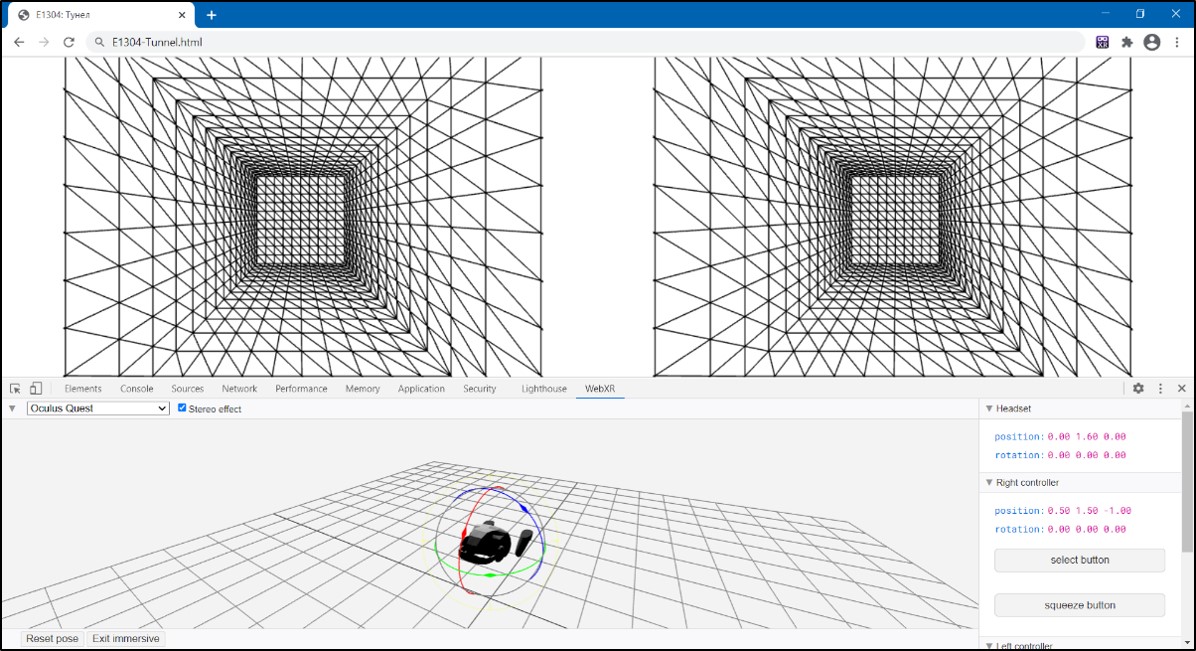 E1304: Тунел
E1304-Tunnel.html
XR
Elements Console Sources Network Performance Memory Application Security Lighthouse WebXR
Oculus Quest Stereo effect
Headset
position: 0.00 1.60 0.00
rotation: 0.00 0.00 0.00
Right controller
position: 0.50 1.50 -1.00
rotation: 0.00 0.00 0.00
select button
squeeze button
Left controller
Reset pose Exit immersive